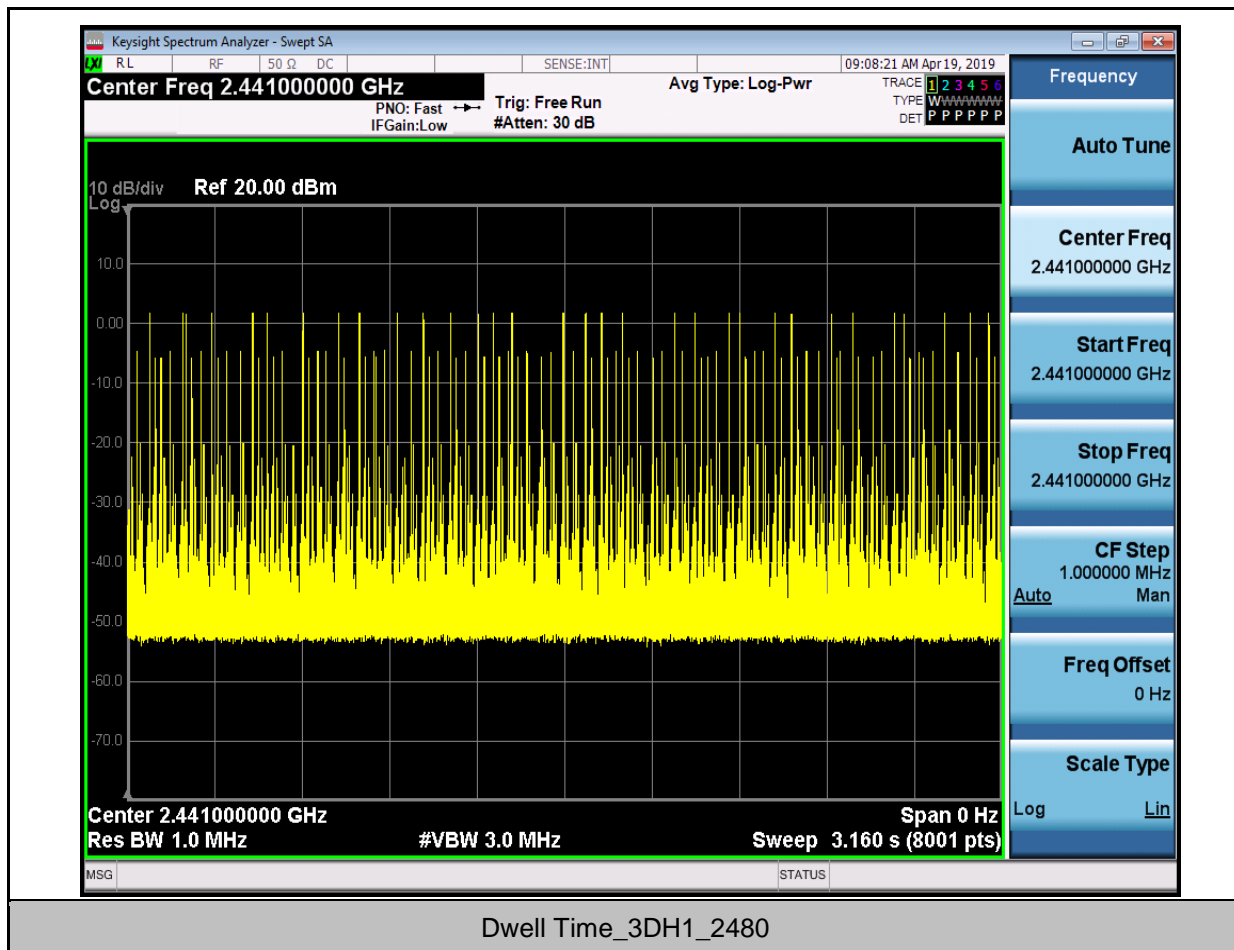 Keysight Spectrum Analyzer - Swept SA
LXI RL RF 50 Ω DC SENSE:INT 09:08:21 AM Apr 19, 2019
Center Freq 2.441000000 GHz
PNO: Fast
IFGain:Low
Trig: Free Run
#Atten: 30 dB
Avg Type: Log-Pwr
TRACE 1 2 3 4 5 6
TYPE WWWWWW
DET P P P P P P
Frequency
Auto Tune
10 dB/div Ref 20.00 dBm
Log
10.0
0.00
-10.0
-20.0
-30.0
-40.0
-50.0
-60.0
-70.0
Center 2.441000000 GHz Span 0 Hz
Res BW 1.0 MHz #VBW 3.0 MHz Sweep 3.160 s (8001 pts)
Center Freq
2.441000000 GHz
Start Freq
2.441000000 GHz
Stop Freq
2.441000000 GHz
CF Step
1.000000 MHz
Auto Man
Freq Offset
0 Hz
Scale Type
Log Lin
MSG STATUS
Dwell Time_3DH1_2480